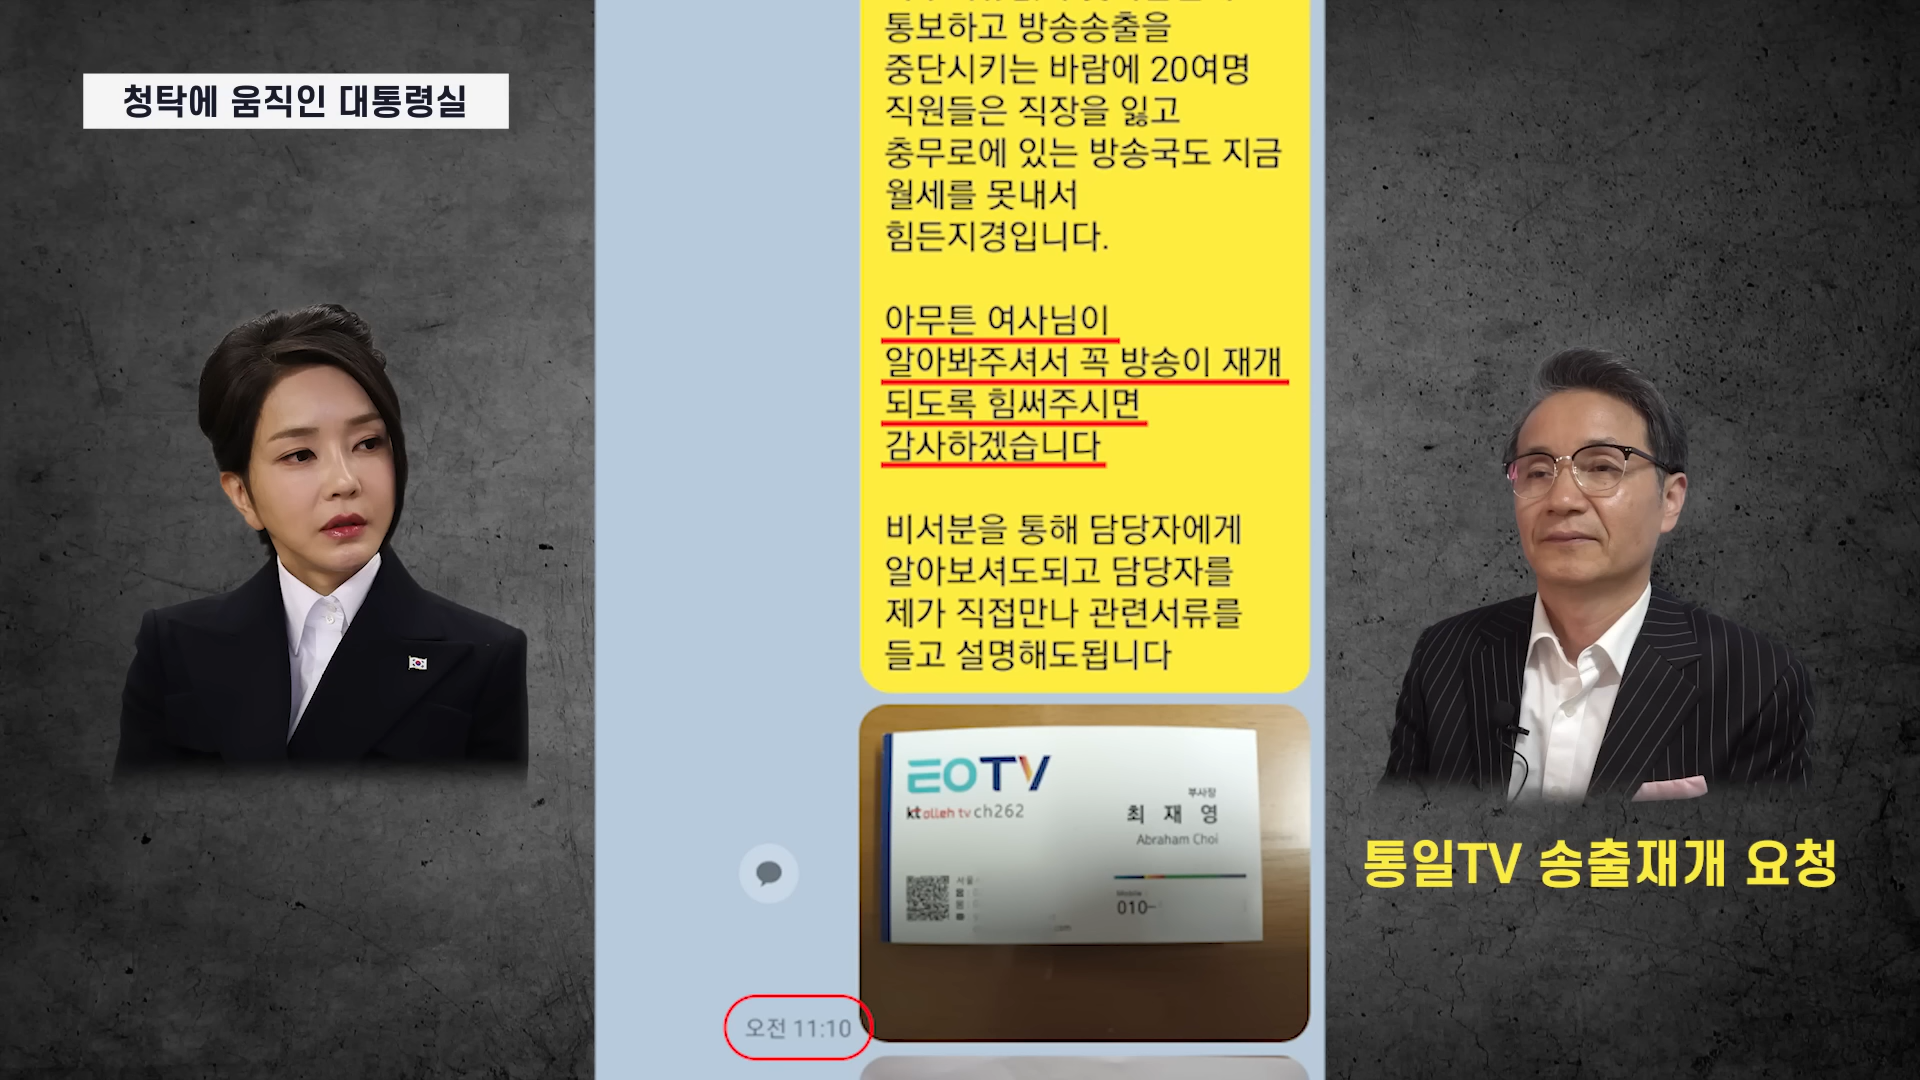 청탁에 움직인 대통령실
통보하고 방송송출을
중단시키는 바람에 20여명
직원들은 직장을 잃고
충무로에 있는 방송국도 지금
월세를 못내서
힘든지경입니다.
아무튼 여사님이
알아봐주셔서 꼭 방송이 재개
되도록 힘써주시면
감사하겠습니다
비서분을 통해 담당자에게
알아보셔도되고 담당자를
제가 직접만나 관련서류를
들고 설명해도됩니다
EOTV
kt olleh tv ch262
부사장
최 재 영
Abraham Choi
서울
Mobile
010-
.com
오전 11:10
통일TV 송출재개 요청